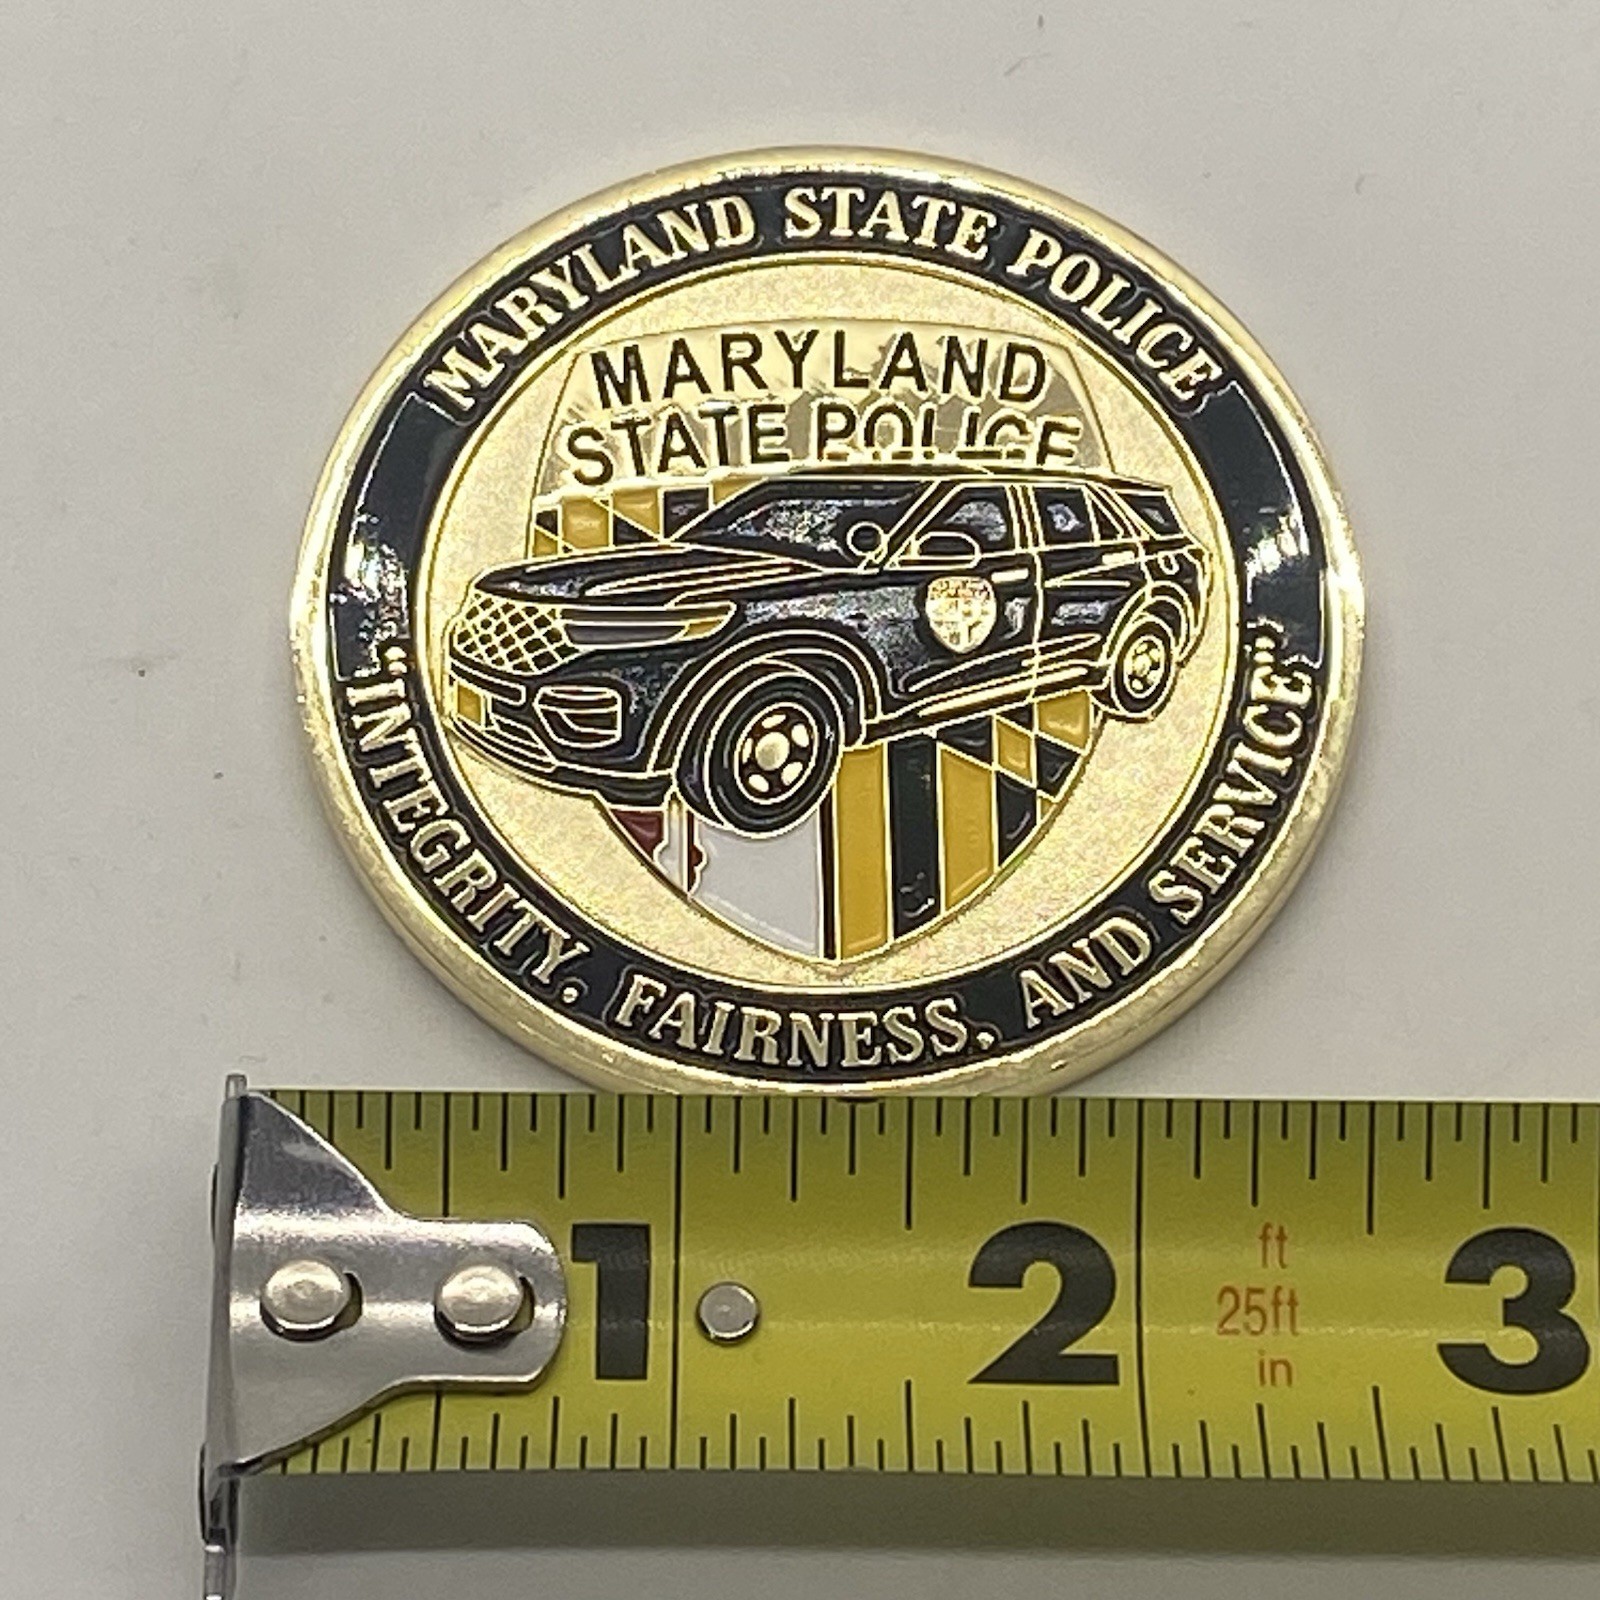 MARYLAND STATE POLICE
MARYLAND
STATE POLICE
"INTEGRITY, FAIRNESS, AND SERVICE"
1 2 3
ft
25ft
in